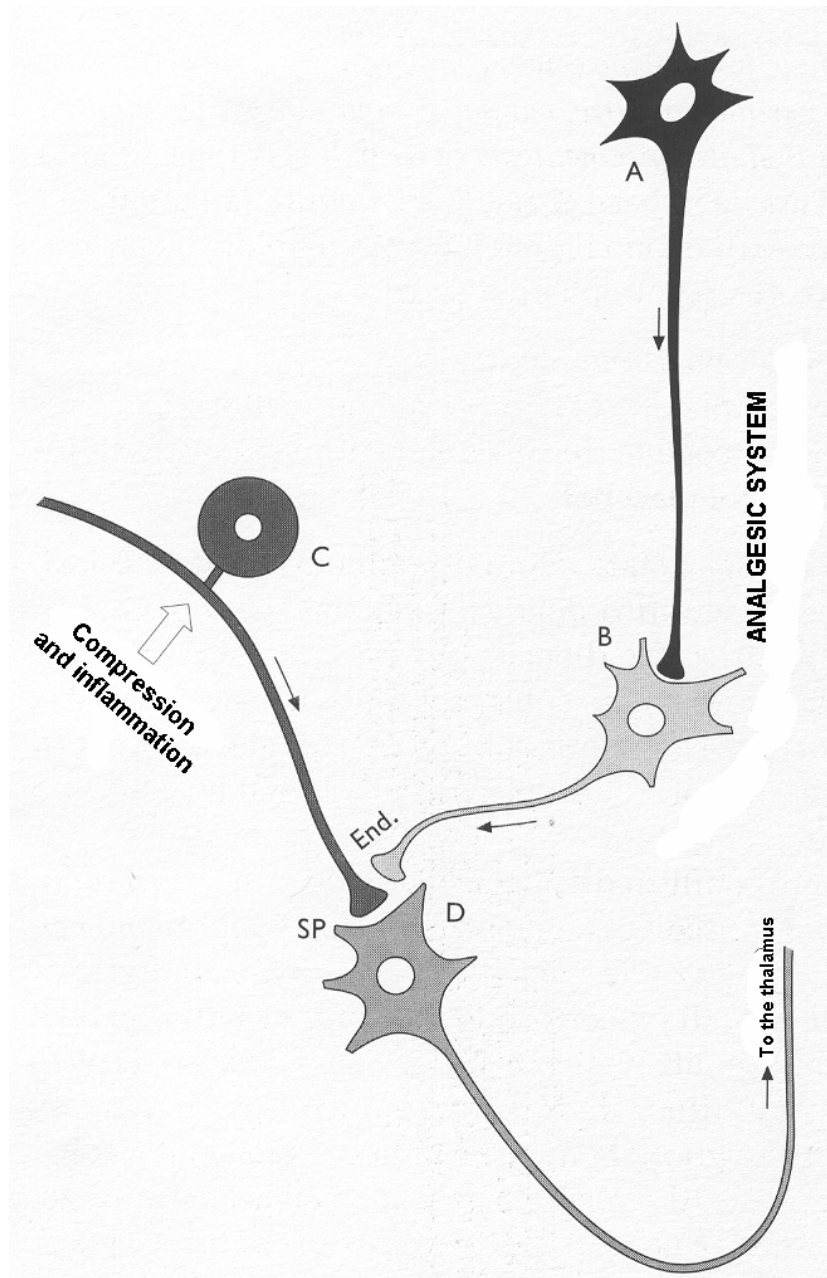 A
ANALGESIC SYSTEM
C
Compression
and inflammation
B
End.
SP
D
To the thalamus